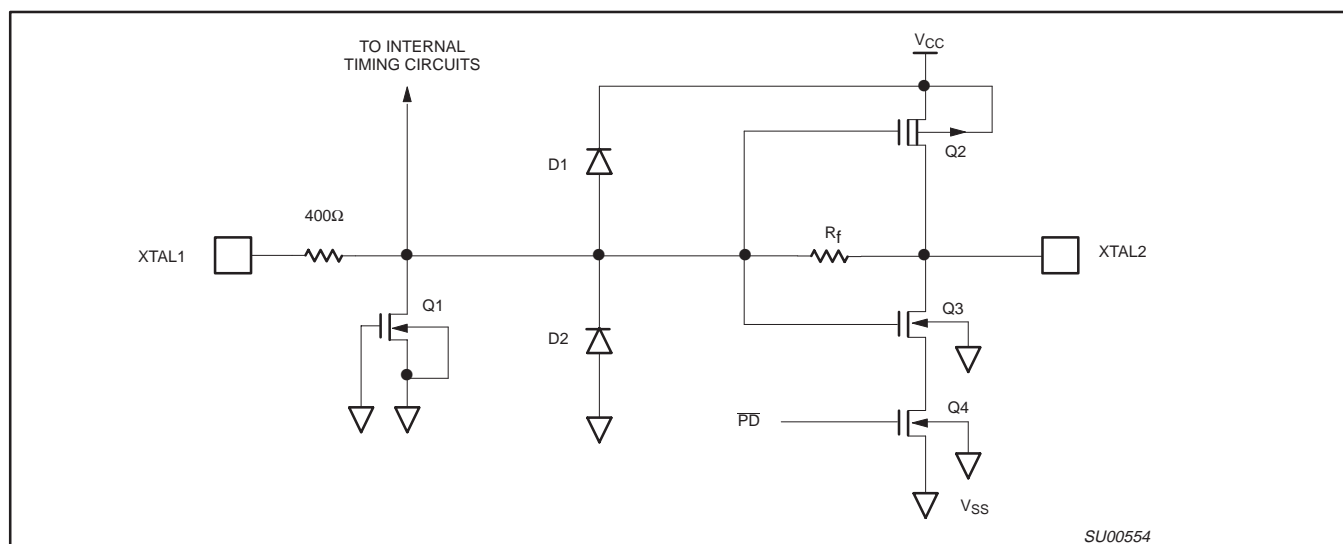 TO INTERNAL
TIMING CIRCUITS
VCC
Q2
D1
400Ω
Rf
XTAL1
XTAL2
Q1
Q3
D2
Q4
PD
VSS
SU00554